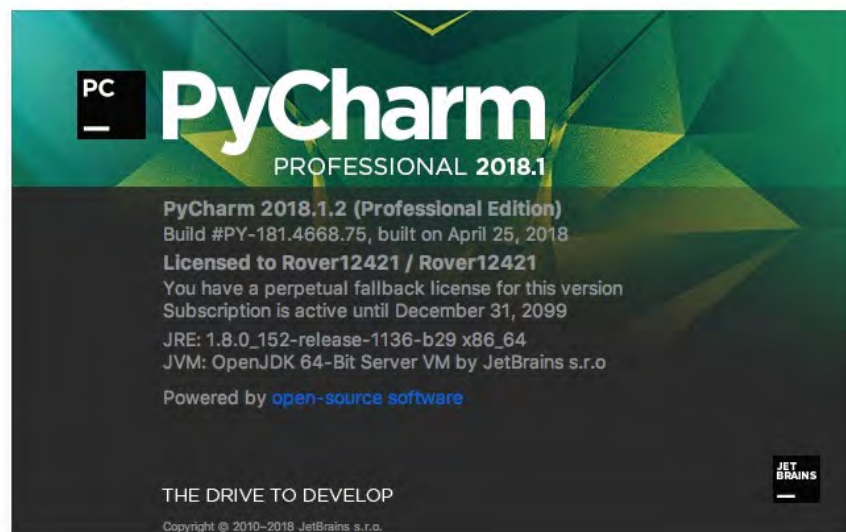 PC
PyCharm
PROFESSIONAL 2018.1
PyCharm 2018.1.2 (Professional Edition)
Build #PY-181.4668.75, built on April 25, 2018
Licensed to Rover12421 / Rover12421
You have a perpetual fallback license for this version
Subscription is active until December 31, 2099
JRE: 1.8.0_152-release-1136-b29 x86_64
JVM: OpenJDK 64-Bit Server VM by JetBrains s.r.o
Powered by open-source software
JET
BRAINS
THE DRIVE TO DEVELOP
Copyright © 2010–2018 JetBrains s.r.o.